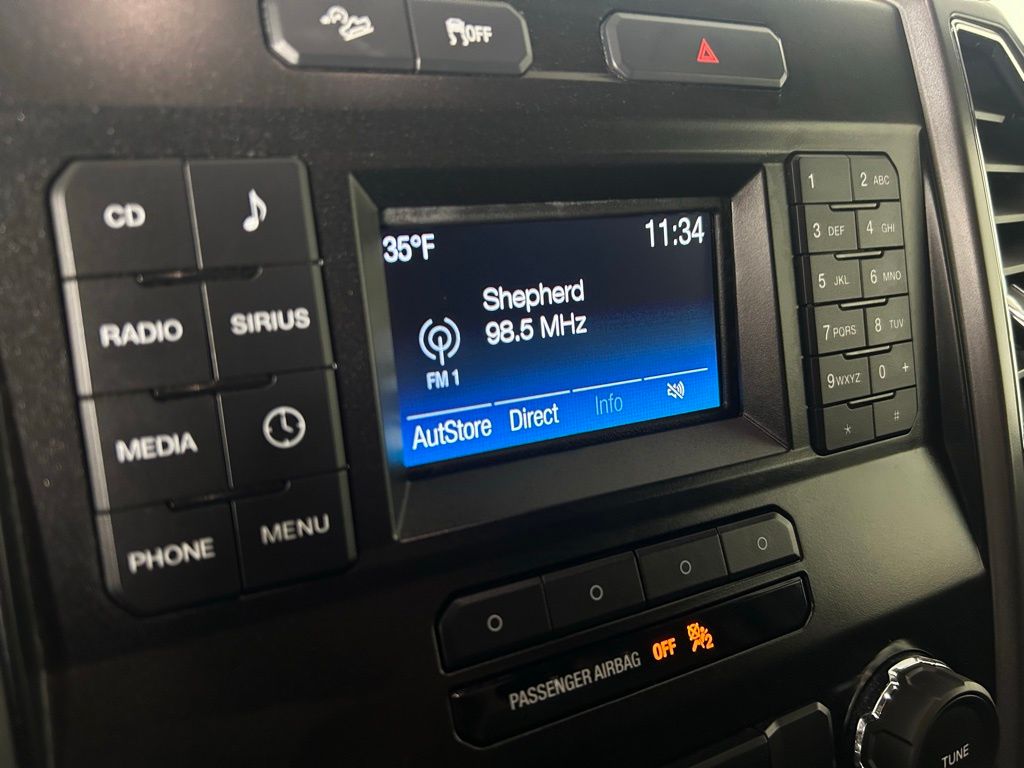 OFF
CD
RADIO
SIRIUS
MEDIA
PHONE
MENU
35°F
11:34
Shepherd
98.5 MHz
FM 1
AutStore
Direct
Info
1
2 ABC
3 DEF
4 GHI
5 JKL
6 MNO
7 PQRS
8 TUV
9 WXYZ
0 +
*
#
PASSENGER AIRBAG OFF 2
TUNE